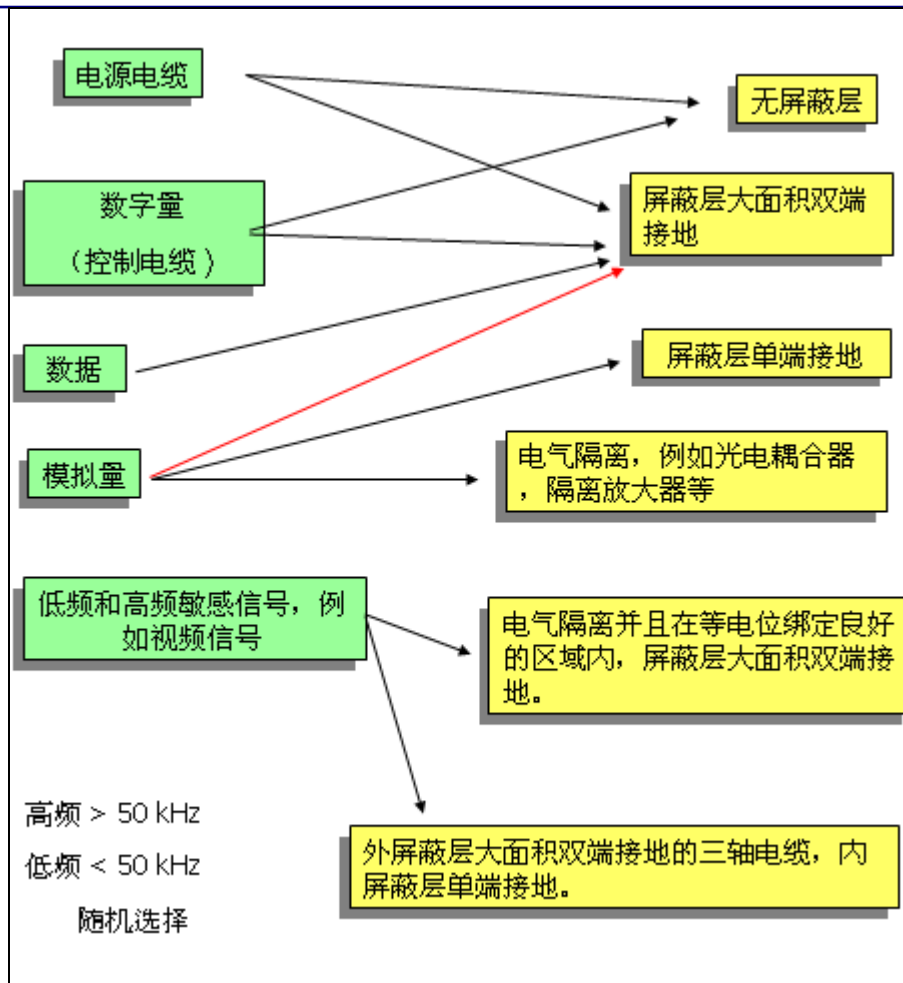 电源电缆
无屏蔽层
数字量
（控制电缆）
屏蔽层大面积双端
接地
数据
屏蔽层单端接地
模拟量
电气隔离，例如光电耦合器
，隔离放大器等
低频和高频敏感信号，例
如视频信号
电气隔离并且在等电位绑定良好
的区域内，屏蔽层大面积双端接
地。
高频 > 50 kHz
低频 < 50 kHz
随机选择
外屏蔽层大面积双端接地的三轴电缆，内
屏蔽层单端接地。